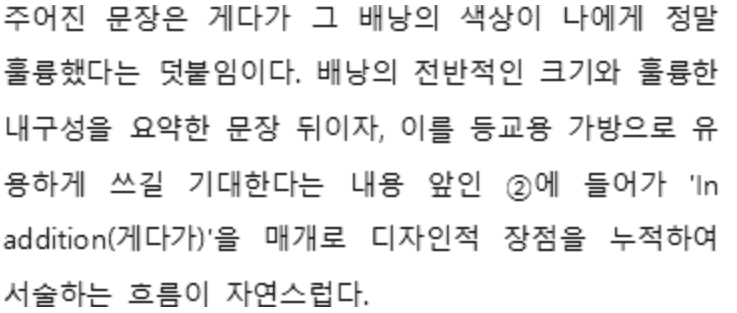 주어진 문장은 게다가 그 배낭의 색상이 나에게 정말
훌륭했다는 덧붙임이다. 배낭의 전반적인 크기와 훌륭한
내구성을 요약한 문장 뒤이자, 이를 등교용 가방으로 유
용하게 쓰길 기대한다는 내용 앞인 ②에 들어가 'In
addition(게다가)'을 매개로 디자인적 장점을 누적하여
서술하는 흐름이 자연스럽다.